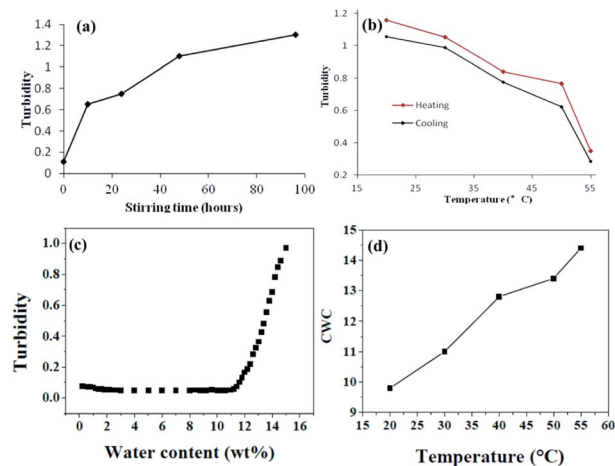 (a)
1.4
1.2
1
0.8
0.6
0.4
0.2
0
0 20 40 60 80 100
Turbidity
Stirring time (hours)
(b)
1.2
1
0.8
0.6
0.4
0.2
15 25 35 45 55
Turbidity
Temperature (° C)
Heating
Cooling
(c)
1.0
0.8
0.6
0.4
0.2
0.0
0 2 4 6 8 10 12 14 16
Turbidity
Water content (wt%)
(d)
15
14
13
12
11
10
9
15 20 25 30 35 40 45 50 55 60
CWC
Temperature (°C)